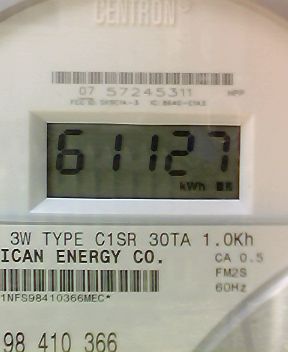 CENTRON®
07 57245311 MPP
61127
kWh
3W TYPE C1SR 30TA 1.0Kh
ICAN ENERGY CO. CA 0.5
FM2S
1NFS98410366MEC* 60Hz
98 410 366